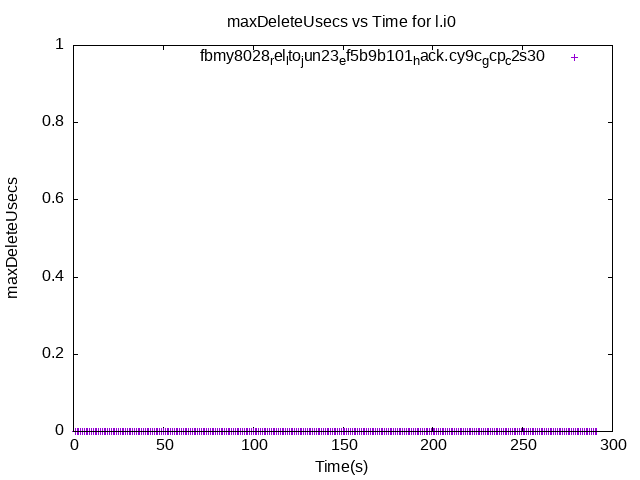 maxDeleteUsecs vs Time for l.i0
fbmy8028ᵣelₗtoⱼun23ₑf5b9b101ₕack.cy9c_gcp_c2s30
1
0.8
0.6
0.4
0.2
0
maxDeleteUsecs
0 50 100 150 200 250 300
Time(s)